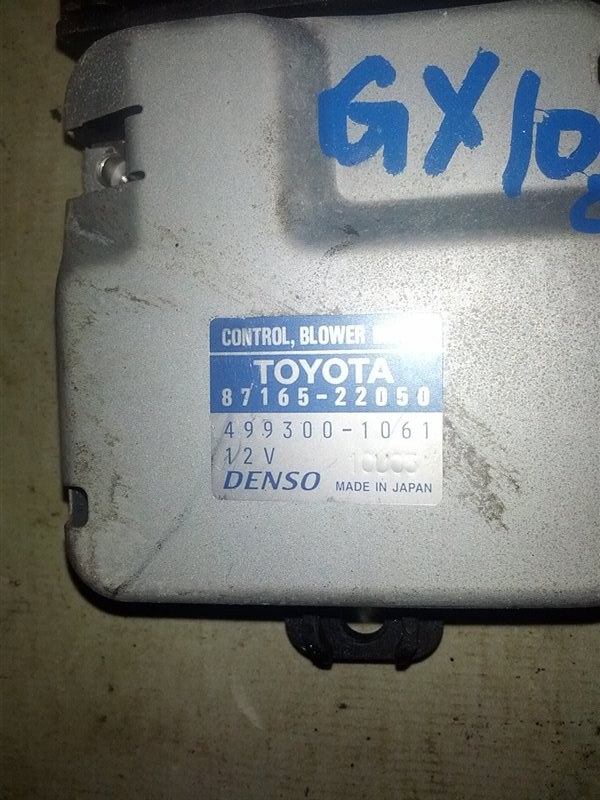 GX10
CONTROL, BLOWER
TOYOTA
87165-22050
499300-1061
12V
DENSO MADE IN JAPAN